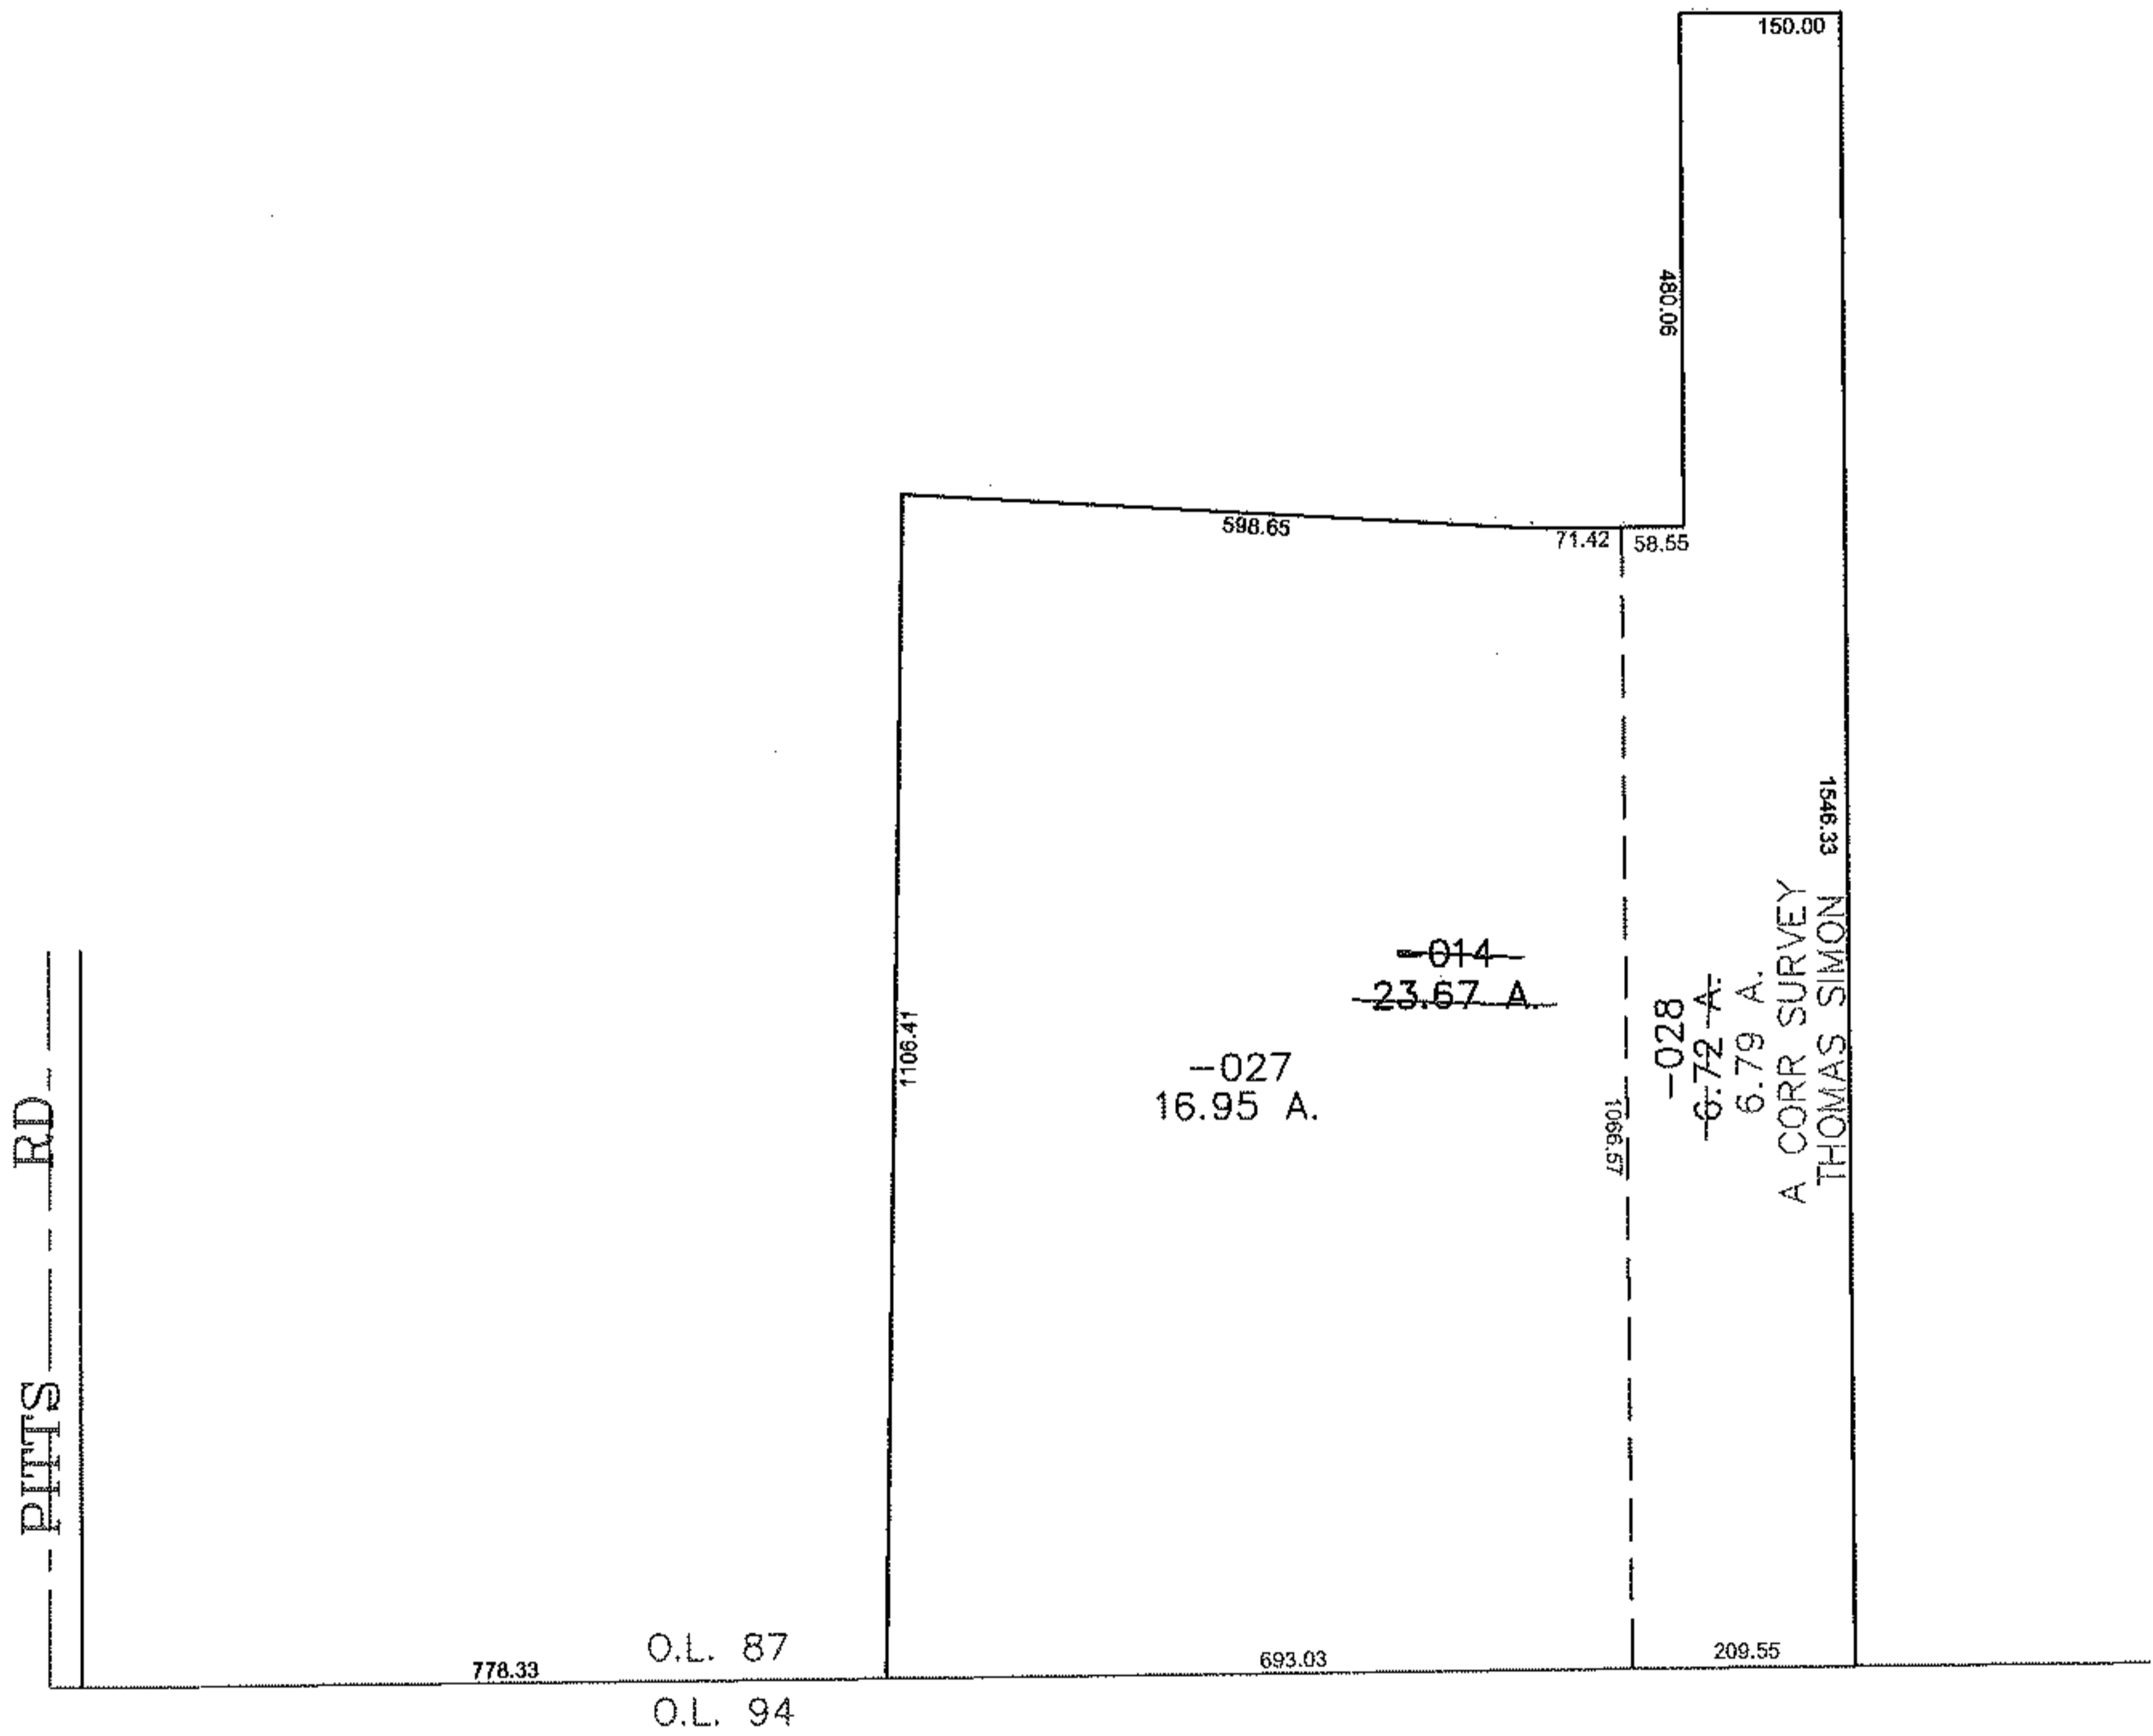 150.00
480.06
598.65
71.42
58.55
1546.33
-014
23.67 A.
-027
16.95 A.
1106.41
1066.57
-028
6.72 A.
6.79 A.
A CORR SURVEY
THOMAS SIMON
PITTS RD
O.L. 87
778.33
693.03
209.55
O.L. 94